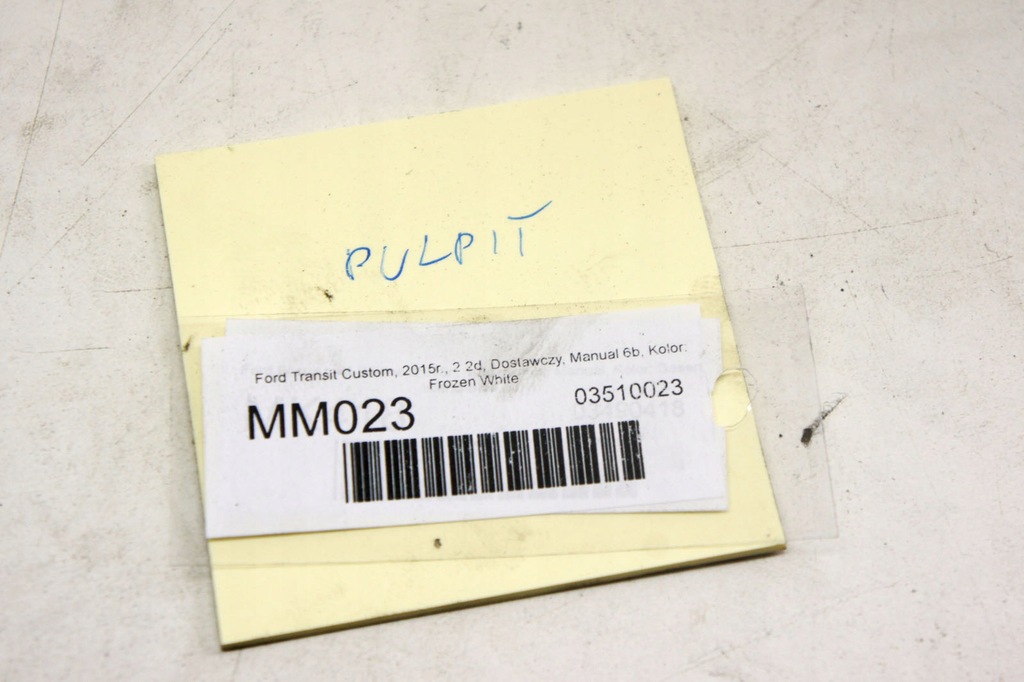 PULPIT
Ford Transit Custom, 2015r., 2.2d, Dostawczy, Manual 6b, Kolor:
Frozen White
MM023
03510023